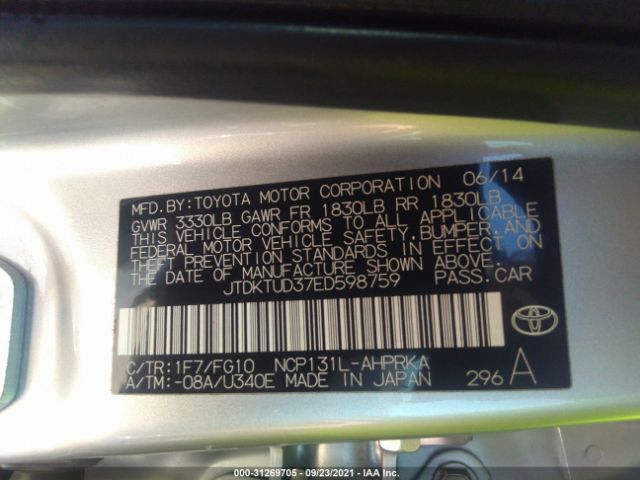 MFD.BY:TOYOTA MOTOR CORPORATION 06/14
GVWR 3330LB GAWR FR 1830LB RR 1830LB
THIS VEHICLE CONFORMS TO ALL APPLICABLE
FEDERAL MOTOR VEHICLE SAFETY,BUMPER,AND
THEFT PREVENTION STANDARDS IN EFFECT ON
THE DATE OF MANUFACTURE SHOWN ABOVE.
JTDKTUD37ED598759 PASS.CAR
C/TR:1F7/FG10 NCP131L-AHPRKA
A/TM:-08A/U340E MADE IN JAPAN 296 A
000-31269705 - 09/23/2021 - IAA Inc.